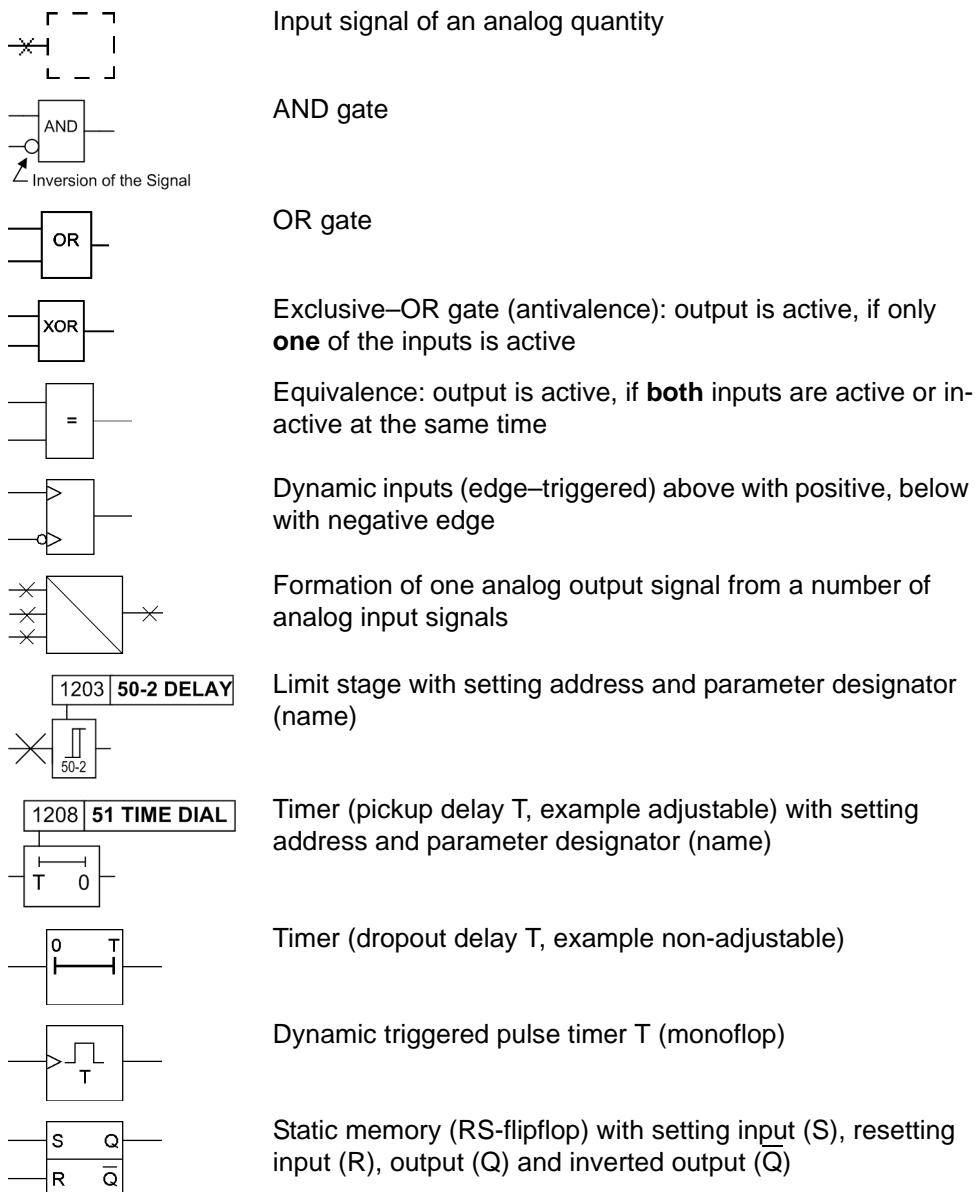 Input signal of an analog quantity
AND
AND gate
Inversion of the Signal
OR
OR gate
XOR
Exclusive–OR gate (antivalence): output is active, if only
one of the inputs is active
=
Equivalence: output is active, if both inputs are active or in-
active at the same time
Dynamic inputs (edge–triggered) above with positive, below
with negative edge
Formation of one analog output signal from a number of
analog input signals
1203 50-2 DELAY
50-2
Limit stage with setting address and parameter designator
(name)
1208 51 TIME DIAL
T 0
Timer (pickup delay T, example adjustable) with setting
address and parameter designator (name)
0 T
Timer (dropout delay T, example non-adjustable)
T
Dynamic triggered pulse timer T (monoflop)
S Q
R Q̅
Static memory (RS-flipflop) with setting input (S), resetting
input (R), output (Q) and inverted output (Q̅)